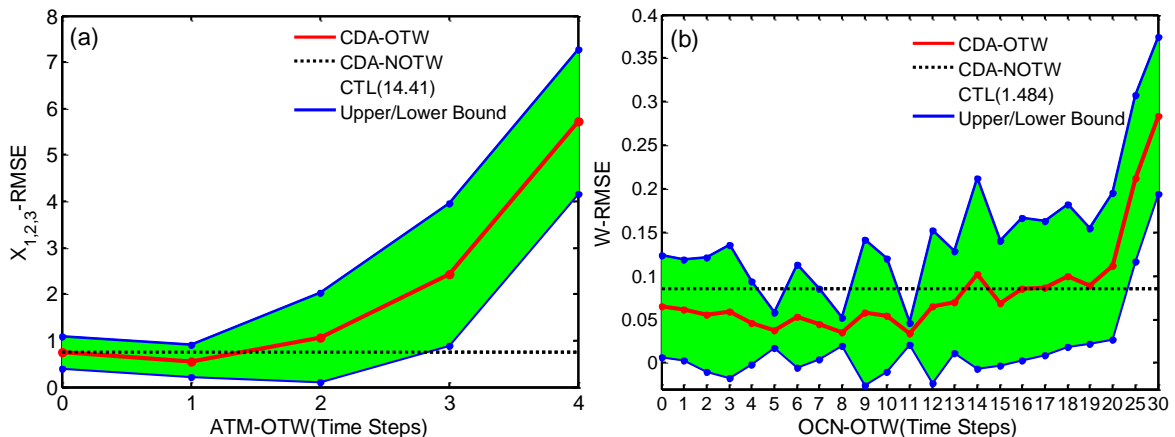 (a)
CDA-OTW
CDA-NOTW
CTL(14.41)
Upper/Lower Bound
8
7
6
5
4
3
2
1
0
X1,2,3-RMSE
0 1 2 3 4
ATM-OTW(Time Steps)
(b)
CDA-OTW
CDA-NOTW
CTL(1.484)
Upper/Lower Bound
0.4
0.35
0.3
0.25
0.2
0.15
0.1
0.05
0
W-RMSE
0 1 2 3 4 5 6 7 8 9 10 11 12 13 14 15 16 17 18 19 20 25 30
OCN-OTW(Time Steps)